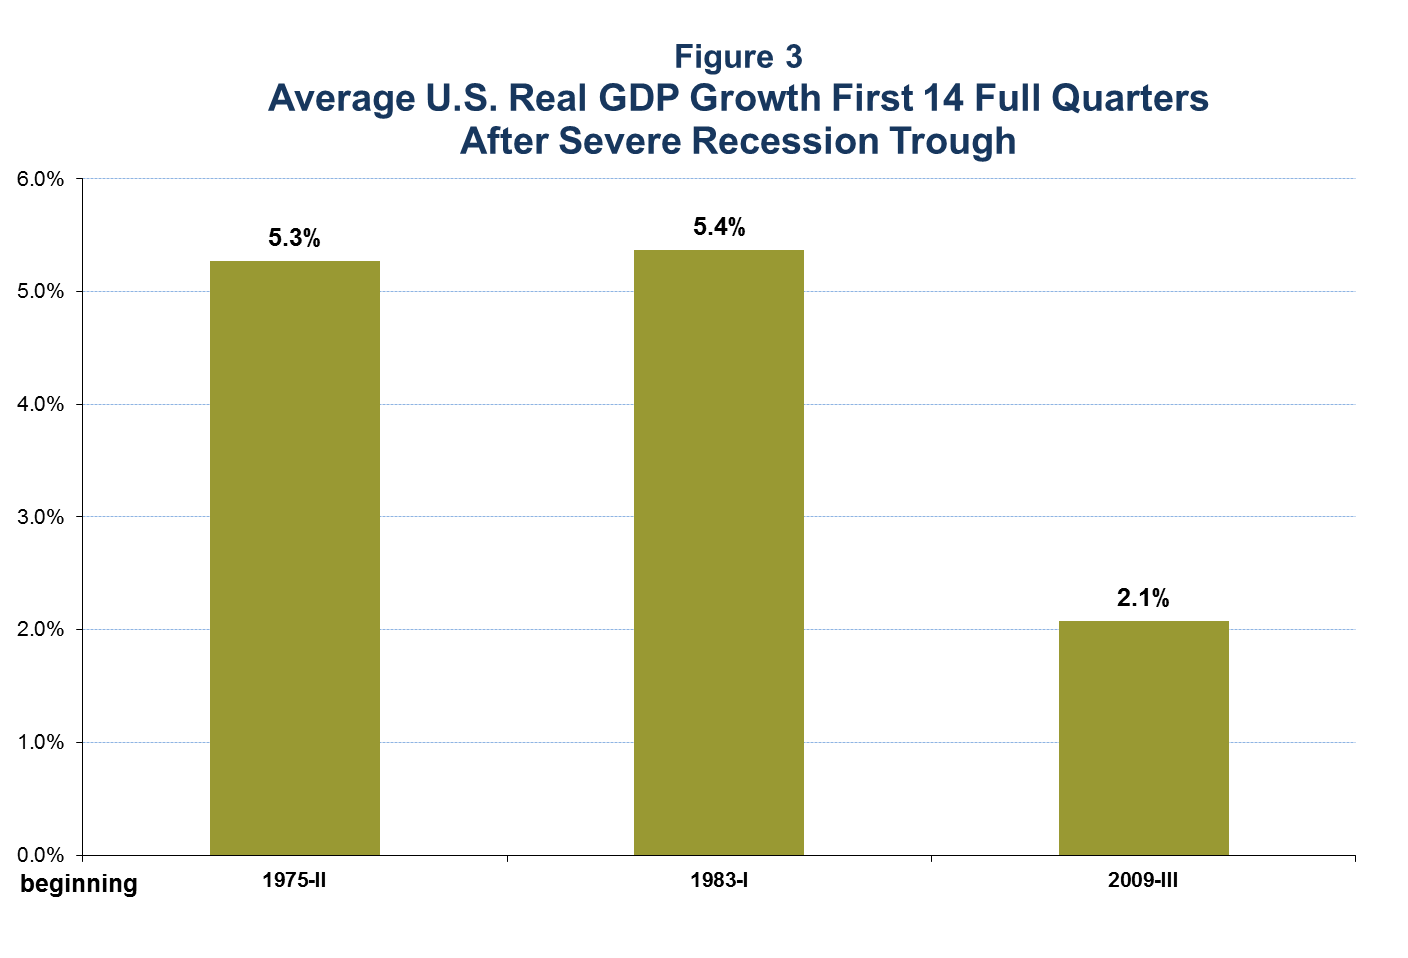 Figure 3
Average U.S. Real GDP Growth First 14 Full Quarters
After Severe Recession Trough
6.0%
5.0%
4.0%
3.0%
2.0%
1.0%
0.0%
5.3%
5.4%
2.1%
beginning
1975-II
1983-I
2009-III